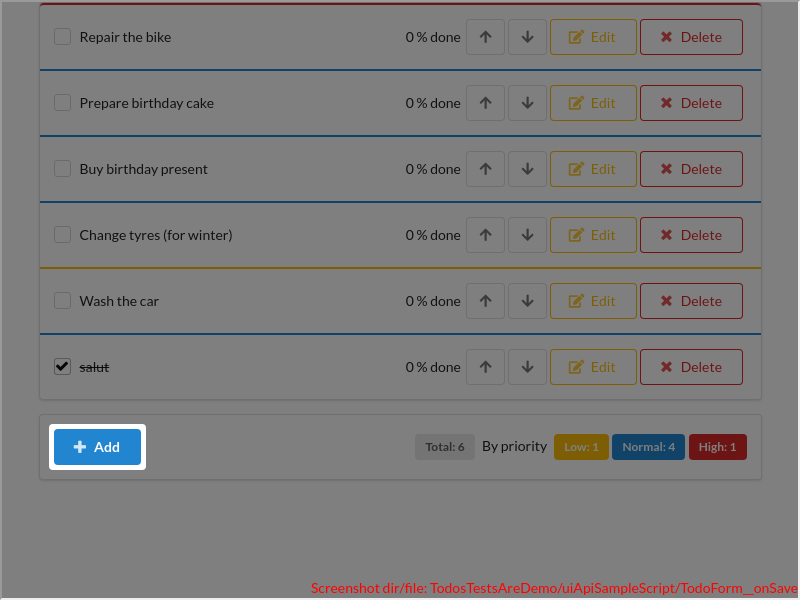 Repair the bike 0 % done Edit Delete
Prepare birthday cake 0 % done Edit Delete
Buy birthday present 0 % done Edit Delete
Change tyres (for winter) 0 % done Edit Delete
Wash the car 0 % done Edit Delete
salut 0 % done Edit Delete
Add Total: 6 By priority Low: 1 Normal: 4 High: 1
Screenshot dir/file: TodosTestsAreDemo/uiApiSampleScript/TodoForm__onSave